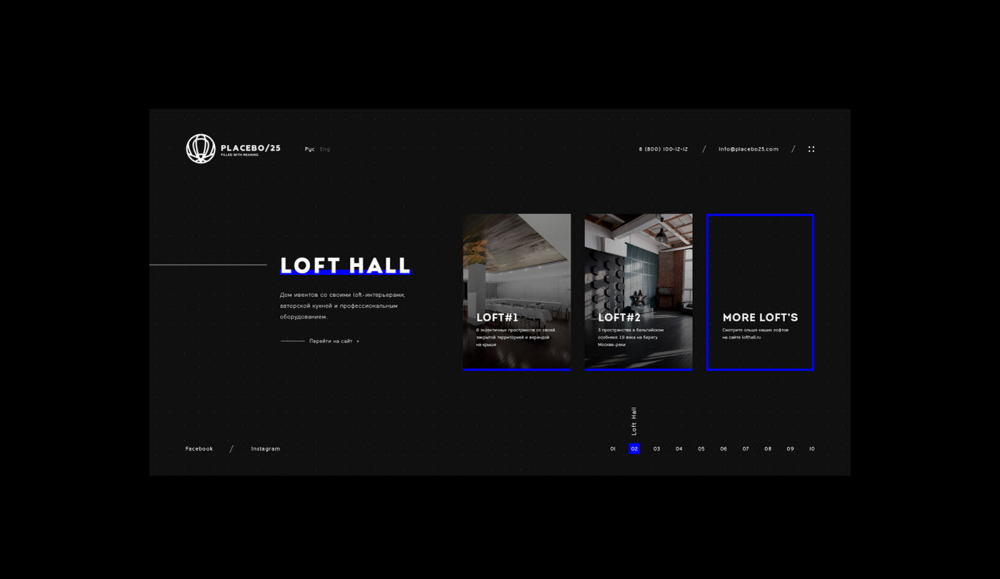 PLACEBO/25
FILLED WITH MEANING
Рус Eng
8 (800) 100-12-12 / info@placebo25.com /
LOFT HALL
Дом ивентов со своими loft-интерьерами,
авторской кухней и профессиональным
оборудованием.
Перейти на сайт
LOFT#1
6 аналогичных пространств со своей
закрытой территорией и верандой
на крыше
LOFT#2
3 пространства в бельгийском
особняке 19 века на берегу
Москва-реки
MORE LOFT'S
Смотрите больше наших лофтов
на сайте lofthall.ru
Loft Hall
Facebook / Instagram
01 02 03 04 05 06 07 08 09 10